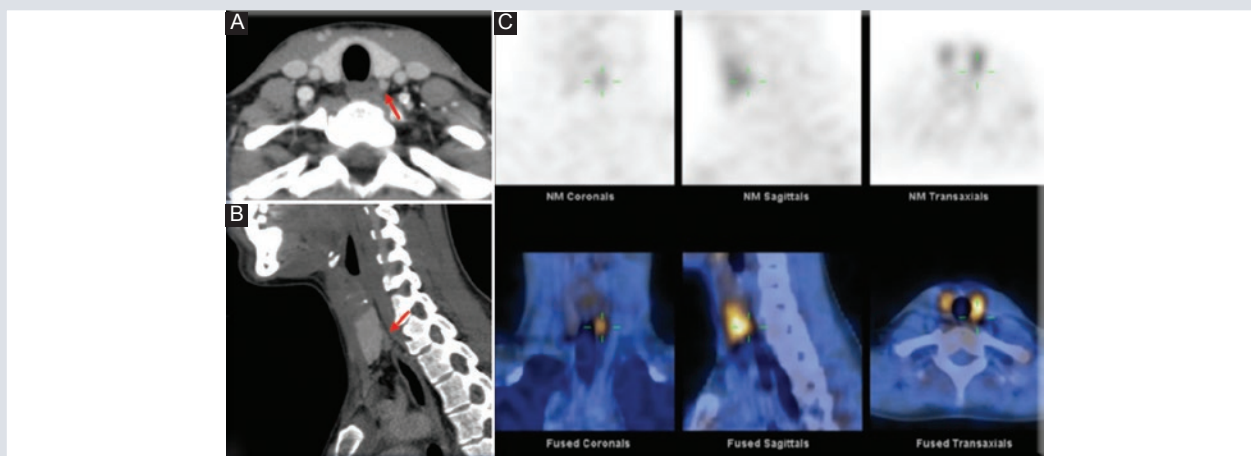 A
B
C
NM Coronals
NM Sagittals
NM Transaxials
Fused Coronals
Fused Sagittals
Fused Transaxials